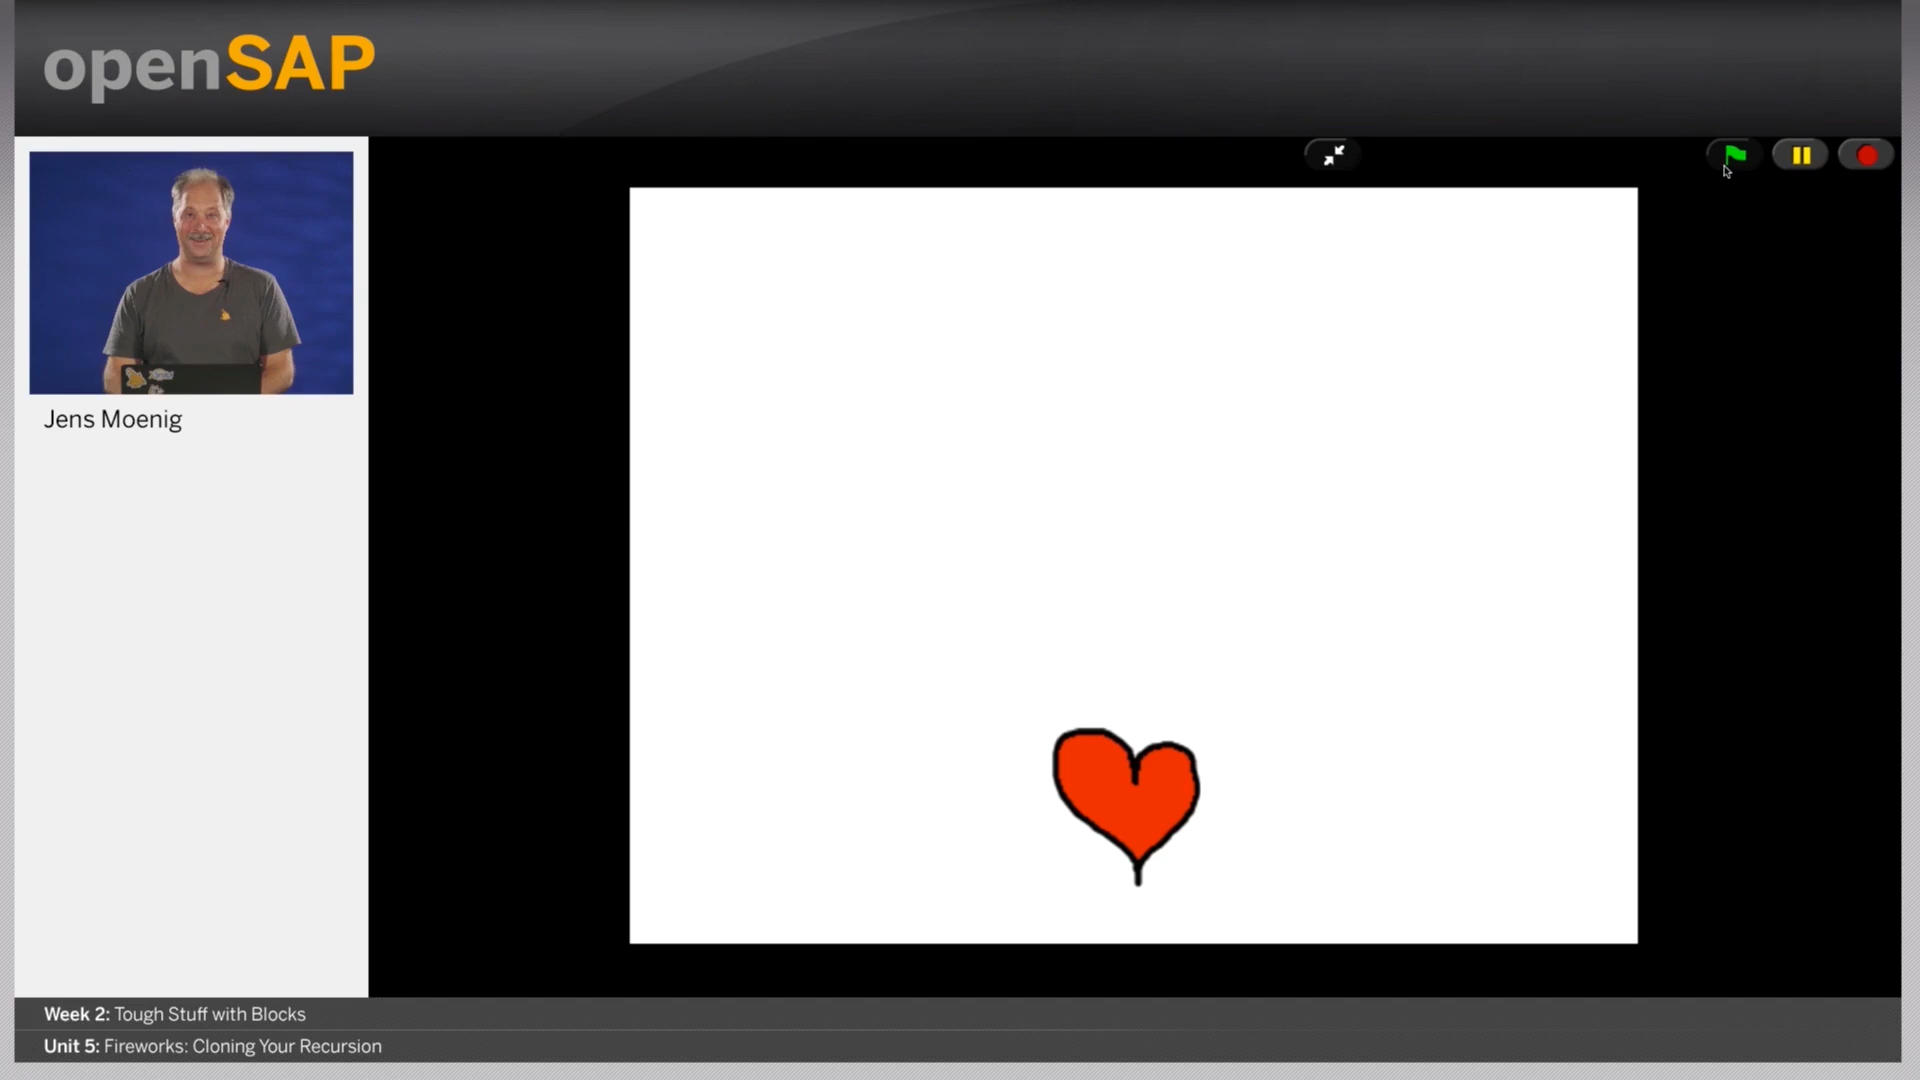 openSAP
Jens Moenig
Week 2: Tough Stuff with Blocks
Unit 5: Fireworks: Cloning Your Recursion